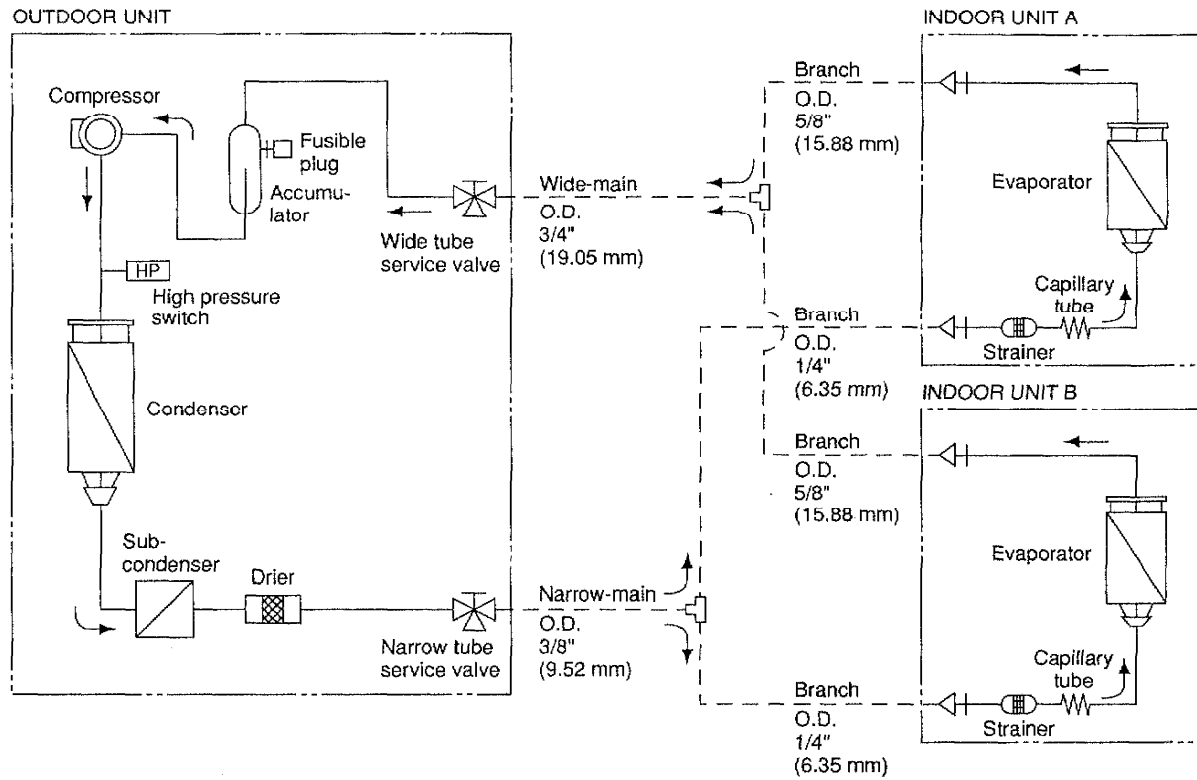 OUTDOOR UNIT
Compressor
Fusible
plug
Accumu-
lator
HP
High pressure
switch
Condenser
Sub-
condenser
Drier
Wide tube
service valve
Narrow tube
service valve
Wide-main
O.D.
3/4"
(19.05 mm)
Narrow-main
O.D.
3/8"
(9.52 mm)
Branch
O.D.
5/8"
(15.88 mm)
Branch
O.D.
1/4"
(6.35 mm)
Branch
O.D.
5/8"
(15.88 mm)
Branch
O.D.
1/4"
(6.35 mm)
INDOOR UNIT A
Evaporator
Capillary
tube
Strainer
INDOOR UNIT B
Evaporator
Capillary
tube
Strainer